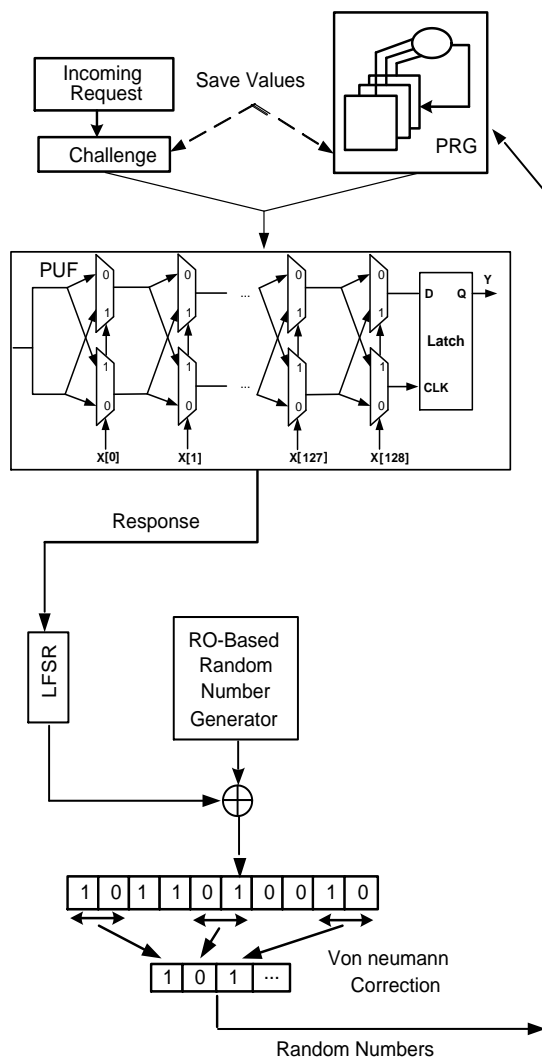 Incoming
Request
Save Values
Challenge
PRG
PUF
0 0 ... 0 0
1 1 1 1
D Q Y
Latch
1 1 1 1
0 0 ... 0 0
CLK
X[0] X[1] X[127] X[128]
Response
LFSR
RO-Based
Random
Number
Generator
1 0 1 1 0 1 0 0 1 0
1 0 1 ...
Von neumann
Correction
Random Numbers